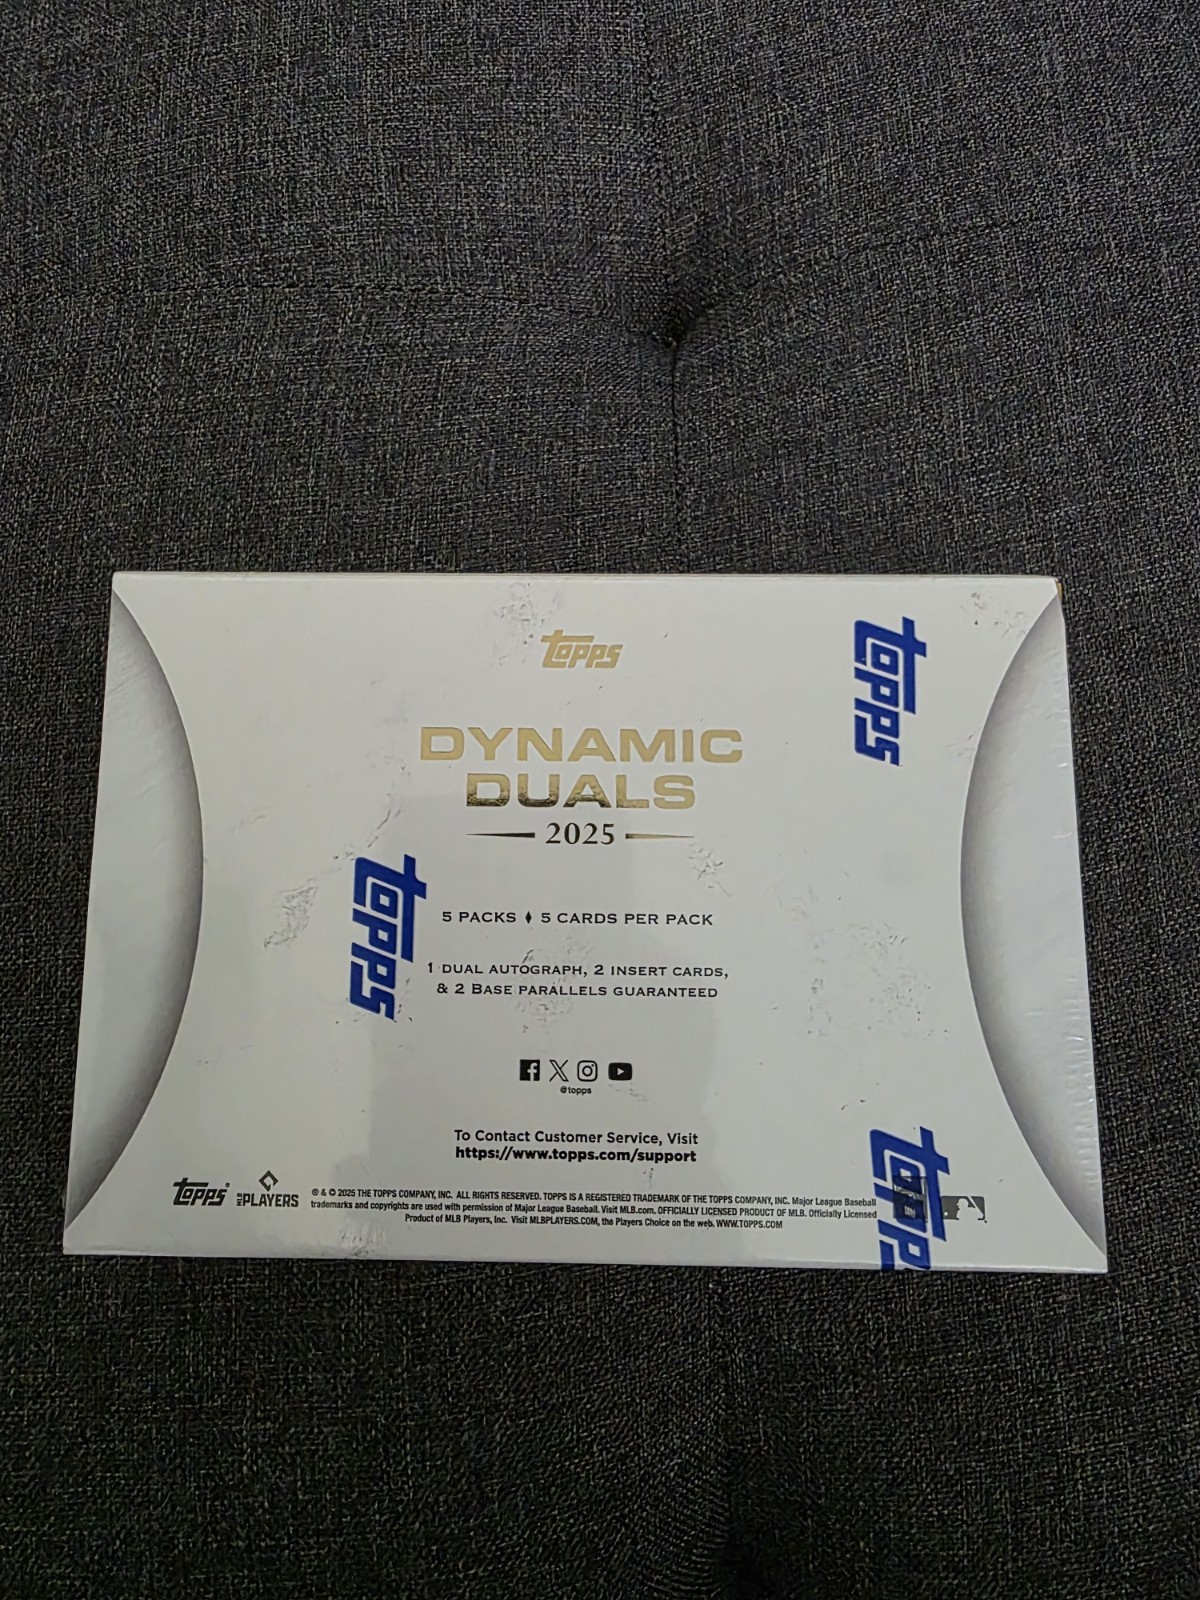 topps
topps
DYNAMIC
DUALS
2025
topps
5 PACKS ♦ 5 CARDS PER PACK
1 DUAL AUTOGRAPH, 2 INSERT CARDS,
& 2 BASE PARALLELS GUARANTEED
@topps
To Contact Customer Service, Visit
https://www.topps.com/support
topps
topps
MLB PLAYERS
® & © 2025 THE TOPPS COMPANY, INC. ALL RIGHTS RESERVED. TOPPS IS A REGISTERED TRADEMARK OF THE TOPPS COMPANY, INC. Major League Baseball
trademarks and copyrights are used with permission of Major League Baseball. Visit MLB.com. OFFICIALLY LICENSED PRODUCT OF MLB. Officially Licensed
Product of MLB Players, Inc. Visit MLBPLAYERS.COM, the Players Choice on the web. WWW.TOPPS.COM